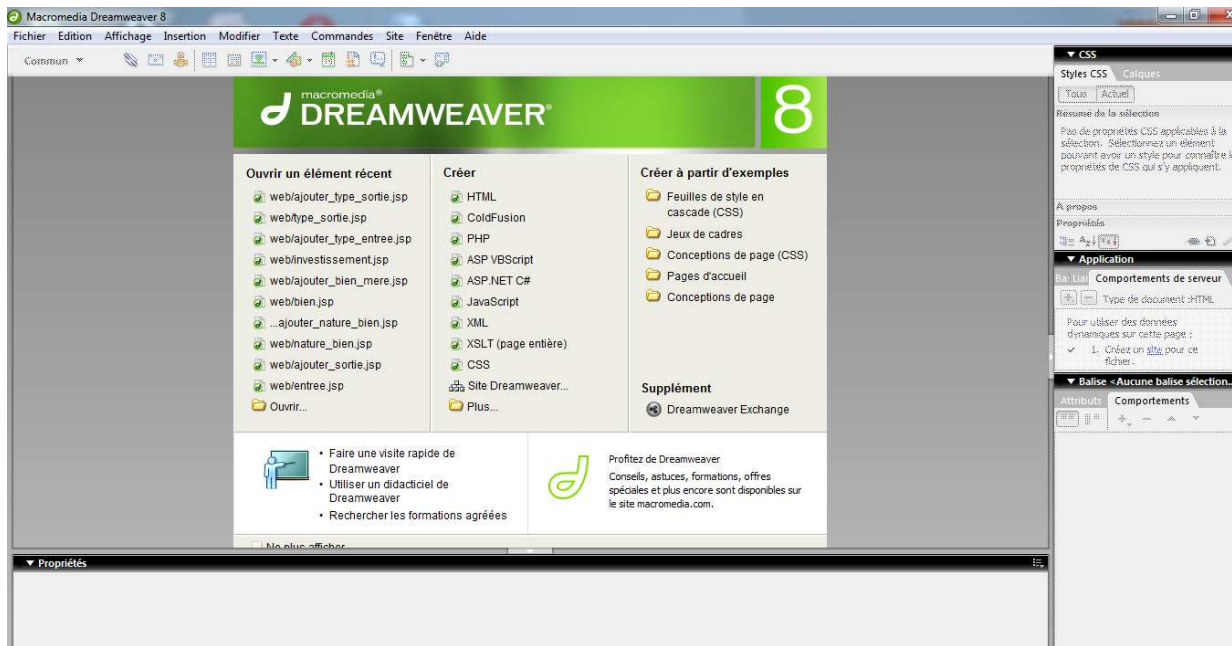 Macromedia Dreamweaver 8
Fichier Edition Affichage Insertion Modifier Texte Commandes Site Fenêtre Aide
Commun
macromedia®
DREAMWEAVER®
8
Ouvrir un élément récent
web/ajouter_type_sortie.jsp
web/type_sortie.jsp
web/ajouter_type_entree.jsp
web/investissement.jsp
web/ajouter_bien_mere.jsp
web/bien.jsp
...ajouter_nature_bien.jsp
web/nature_bien.jsp
web/ajouter_sortie.jsp
web/entree.jsp
Ouvrir...
Créer
HTML
ColdFusion
PHP
ASP VBScript
ASP.NET C#
JavaScript
XML
XSLT (page entière)
CSS
Site Dreamweaver...
Plus...
Créer à partir d'exemples
Feuilles de style en
cascade (CSS)
Jeux de cadres
Conceptions de page (CSS)
Pages d'accueil
Conceptions de page
Supplément
Dreamweaver Exchange
• Faire une visite rapide de
Dreamweaver
• Utiliser un didacticiel de
Dreamweaver
• Rechercher les formations agréées
Profitez de Dreamweaver
Conseils, astuces, formations, offres
spéciales et plus encore sont disponibles sur
le site macromedia.com.
Ne plus afficher
Propriétés
CSS
Styles CSS Calques
Tous Actuel
Résumé de la sélection
Pas de propriétés CSS applicables à la
sélection. Sélectionnez un élément
pouvant avoir un style pour connaître
propriétés de CSS qui s'y appliquent.
A propos
Propriétés
Application
Comportements de serveur
Type de document :HTML
Pour utiliser des données
dynamiques sur cette page :
1. Créez un site pour ce
fichier.
Balise <Aucune balise sélection...
Attributs Comportements